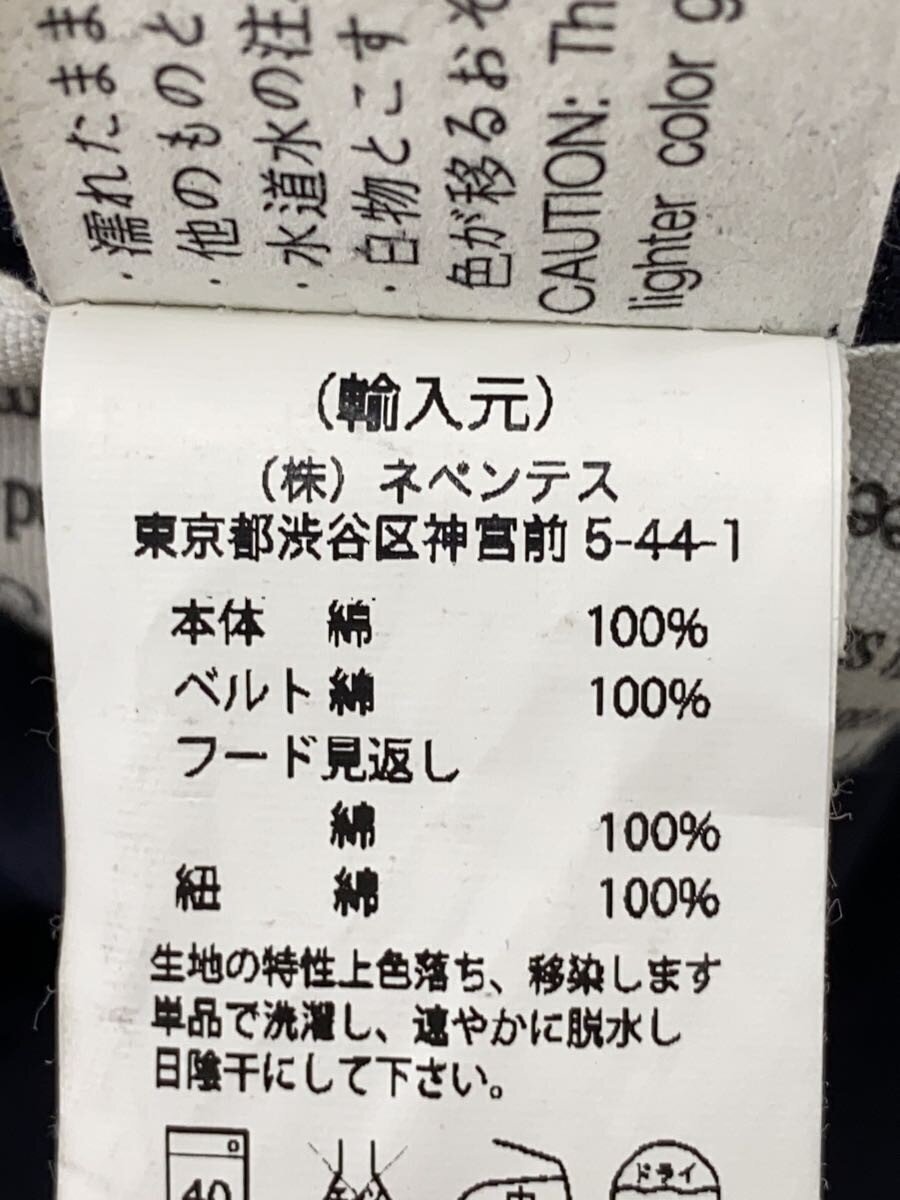 ・濡れたまま
他のものと
・水道水の注
・白物とこす
色が移るおそ
CAUTION: Th
lighter color g
(輸入元)
(株) ネペンテス
東京都渋谷区神宮前 5-44-1
本体 綿 100%
ベルト 綿 100%
フード見返し
綿 100%
紐 綿 100%
生地の特性上色落ち、移染します
単品で洗濯し、速やかに脱水し
日陰干にして下さい。
40
中
ドライ